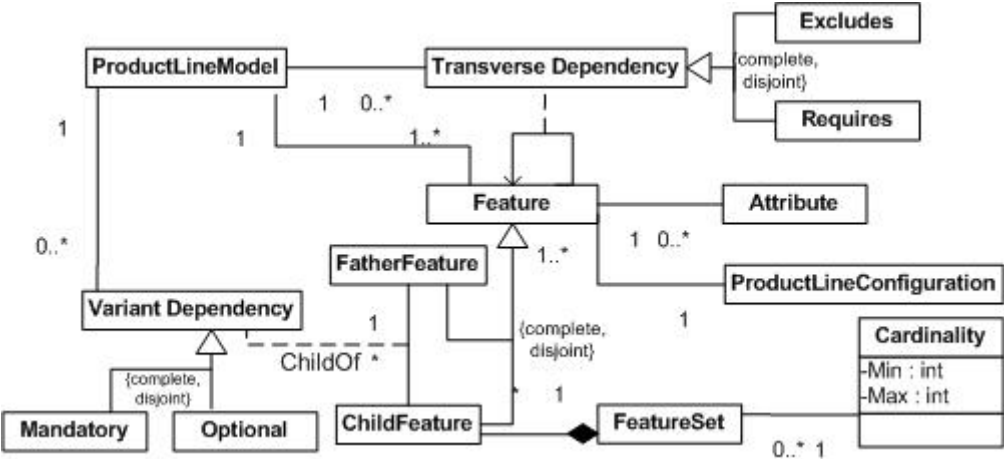 Excludes
ProductLineModel
Transverse Dependency
{complete,
disjoint}
1 0..*
Requires
1
1
1..*
Feature
Attribute
0..*
1..*
1 0..*
FatherFeature
ProductLineConfiguration
Variant Dependency
1
1
{complete,
disjoint}
Cardinality
ChildOf *
-Min : int
-Max : int
{complete,
disjoint}
* 1
Mandatory
Optional
ChildFeature
FeatureSet
0..* 1